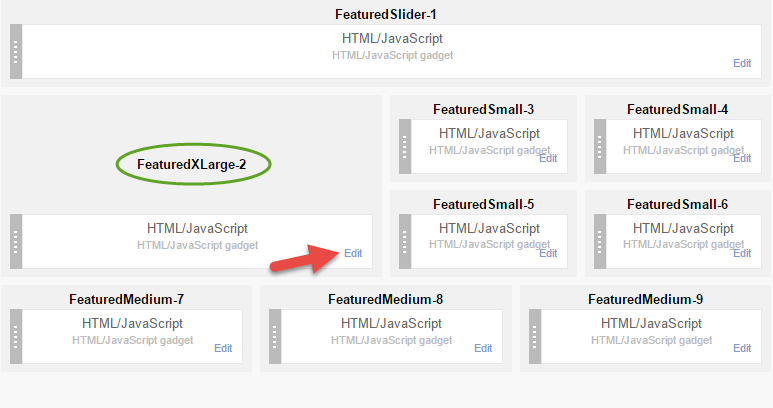 FeaturedSlider-1
HTML/JavaScript
HTML/JavaScript gadget
Edit
FeaturedXLarge-2
HTML/JavaScript
HTML/JavaScript gadget
Edit
FeaturedSmall-3
HTML/JavaScript
HTML/JavaScript gadget
Edit
FeaturedSmall-4
HTML/JavaScript
HTML/JavaScript gadget
Edit
FeaturedSmall-5
HTML/JavaScript
HTML/JavaScript gadget
Edit
FeaturedSmall-6
HTML/JavaScript
HTML/JavaScript gadget
Edit
FeaturedMedium-7
HTML/JavaScript
HTML/JavaScript gadget
Edit
FeaturedMedium-8
HTML/JavaScript
HTML/JavaScript gadget
Edit
FeaturedMedium-9
HTML/JavaScript
HTML/JavaScript gadget
Edit